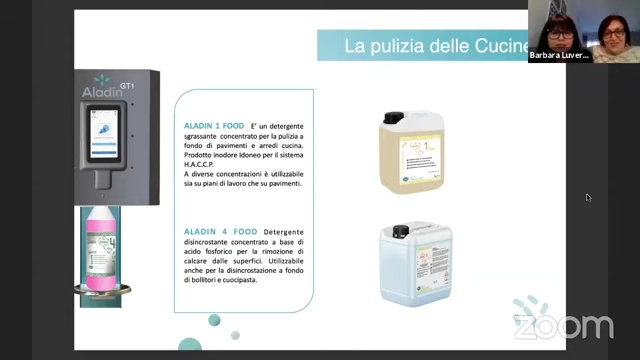 La pulizia delle Cucine
Barbara Luver...
Aladin GT1
ALADIN 1 FOOD E' un detergente
sgrassante concentrato per la pulizia a
fondo di pavimenti e arredi cucina.
Prodotto inodore Idoneo per il sistema
H.A.C.C.P.
A diverse concentrazioni è utilizzabile
sia su piani di lavoro che su pavimenti.
ALADIN 4 FOOD Detergente
disincrostante concentrato a base di
acido fosforico per la rimozione di
calcare dalle superfici. Utilizzabile
anche per la disincrostazione a fondo
di bollitori e cuocipasta.
4
1
zoom